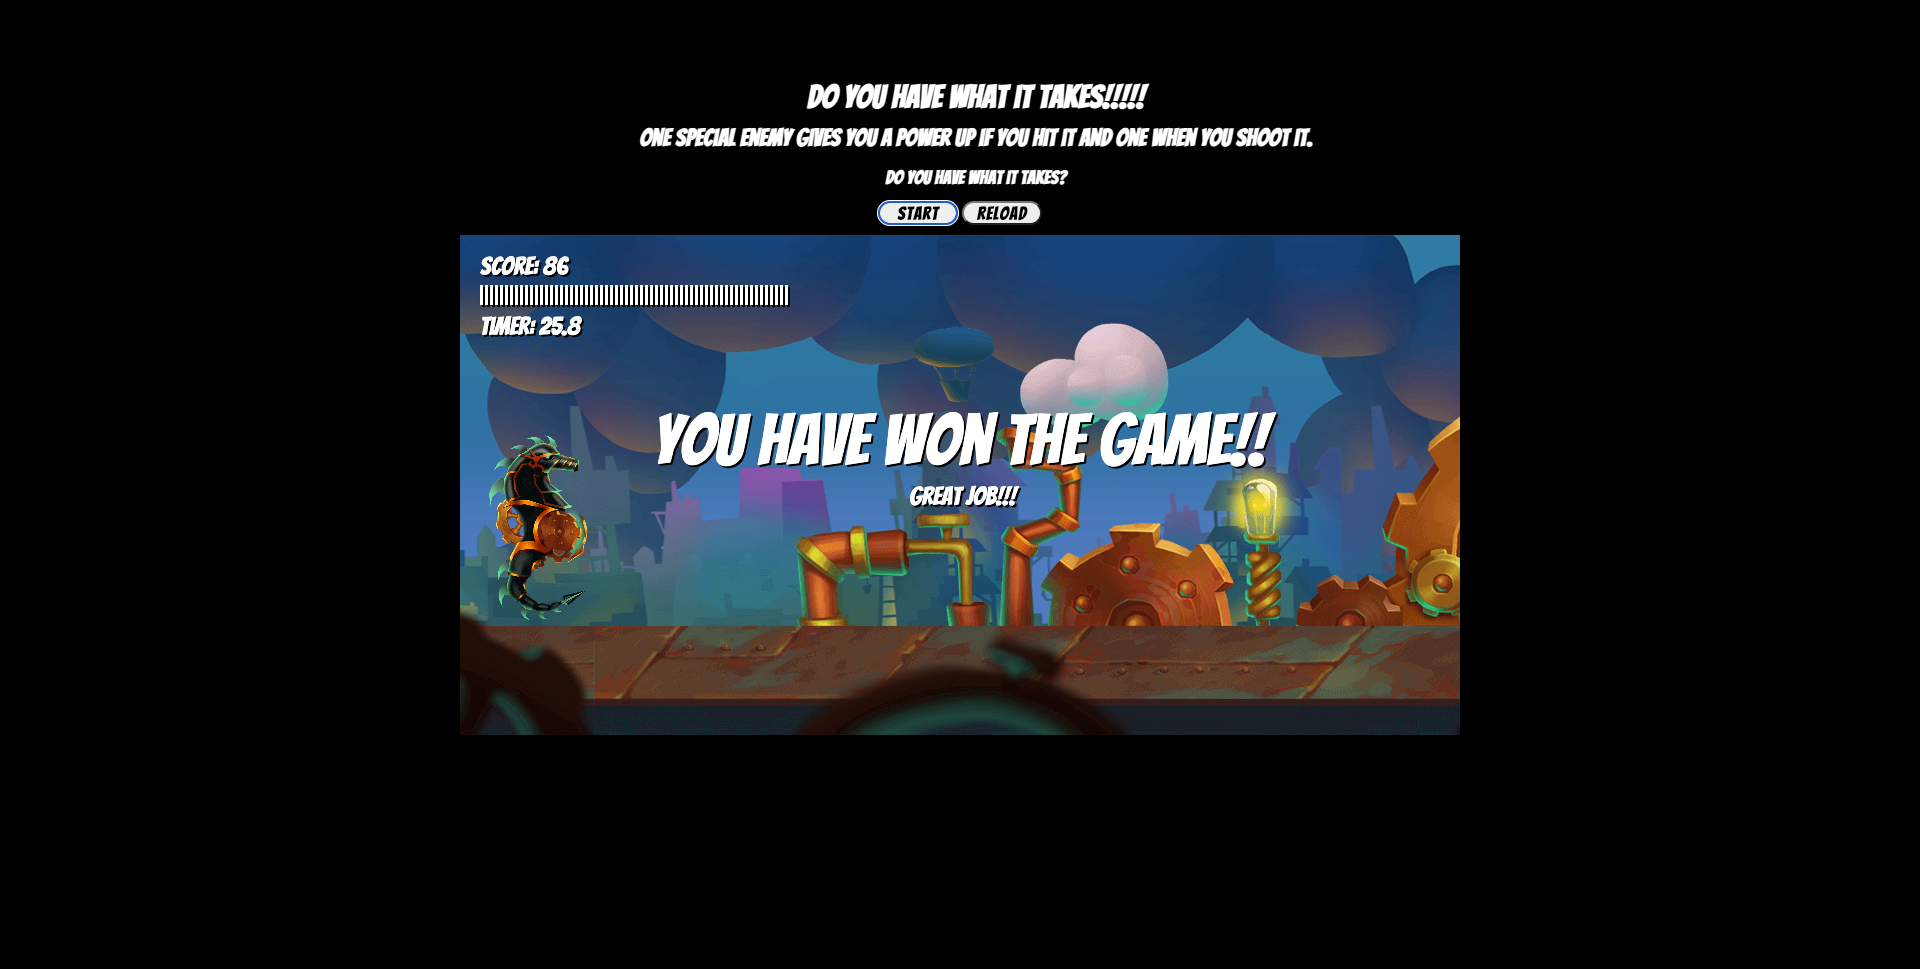 DO YOU HAVE WHAT IT TAKES!!!!!
ONE SPECIAL ENEMY GIVES YOU A POWER UP IF YOU HIT IT AND ONE WHEN YOU SHOOT IT.
DO YOU HAVE WHAT IT TAKES?
START RELOAD
SCORE: 86
TIMER: 25.8
YOU HAVE WON THE GAME!!
GREAT JOB!!!